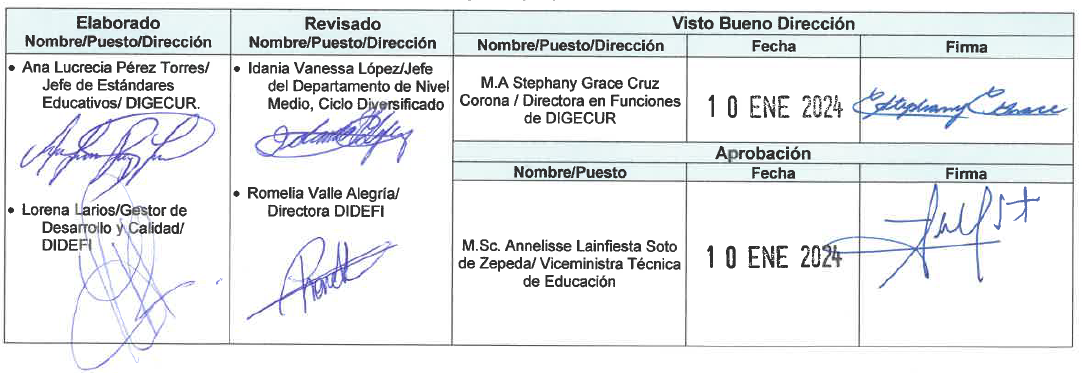 Elaborado
Nombre/Puesto/Dirección
• Ana Lucrecia Pérez Torres/
Jefe de Estándares
Educativos/ DIGECUR.
• Lorena Larios/Gestor de
Desarrollo y Calidad/
DIDEFI
Revisado
Nombre/Puesto/Dirección
• Idania Vanessa López/Jefe
del Departamento de Nivel
Medio, Ciclo Diversificado
• Romelia Valle Alegría/
Directora DIDEFI
Visto Bueno Dirección
Nombre/Puesto/Dirección
Fecha
Firma
M.A Stephany Grace Cruz
Corona / Directora en Funciones
de DIGECUR
10 ENE 2024
Aprobación
Nombre/Puesto
Fecha
Firma
M.Sc. Annelisse Lainfiesta Soto
de Zepeda/ Viceministra Técnica
de Educación
10 ENE 2024